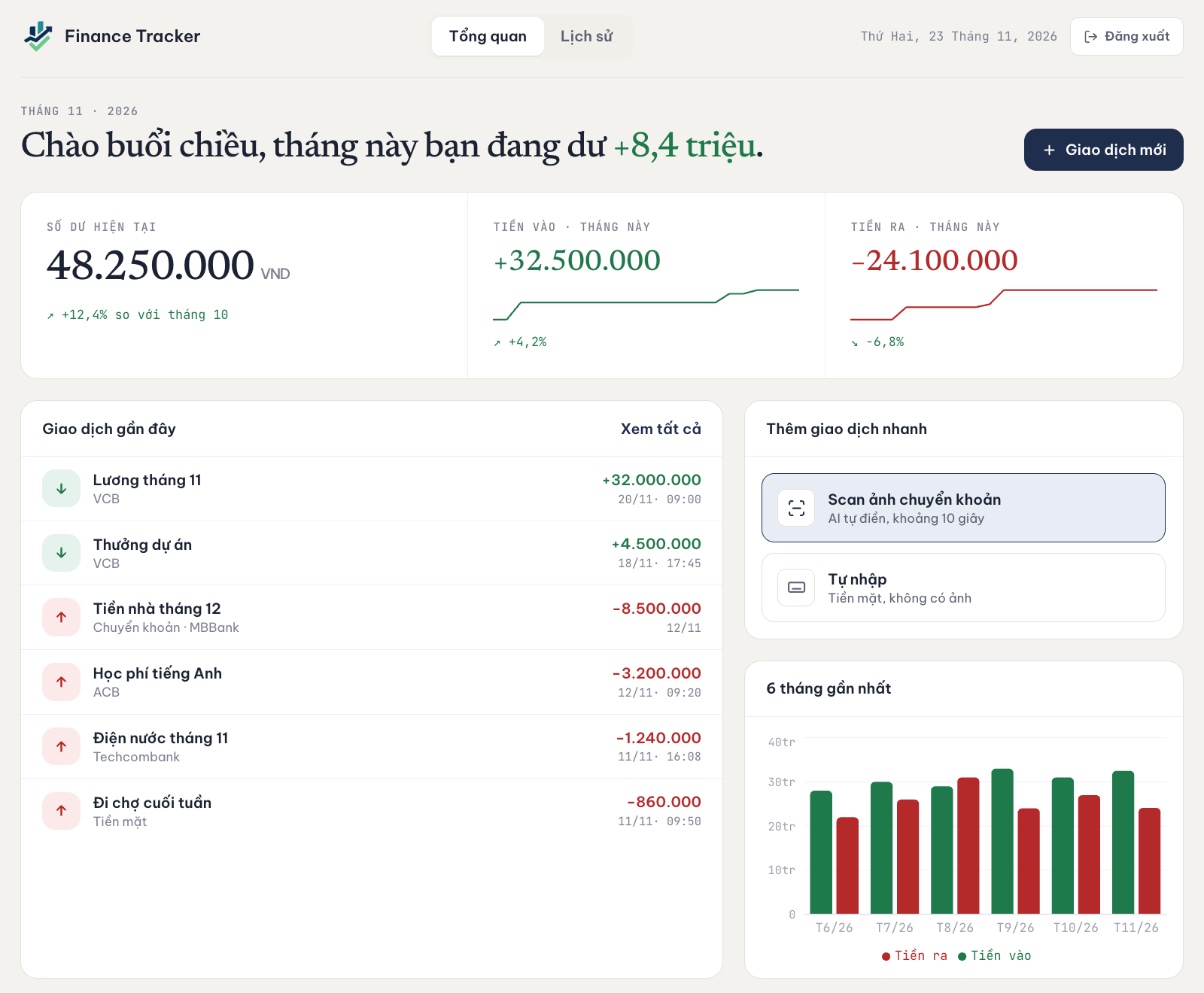 Finance Tracker
Tổng quan
Lịch sử
Thứ Hai, 23 Tháng 11, 2026
Đăng xuất
THÁNG 11 · 2026
Chào buổi chiều, tháng này bạn đang dư +8,4 triệu.
+ Giao dịch mới
SỐ DƯ HIỆN TẠI
48.250.000 VND
↗ +12,4% so với tháng 10
TIỀN VÀO · THÁNG NÀY
+32.500.000
↗ +4,2%
TIỀN RA · THÁNG NÀY
−24.100.000
↘ -6,8%
Giao dịch gần đây
Xem tất cả
Lương tháng 11
+32.000.000
VCB
20/11· 09:00
Thưởng dự án
+4.500.000
VCB
18/11· 17:45
Tiền nhà tháng 12
−8.500.000
Chuyển khoản · MBBank
12/11
Học phí tiếng Anh
−3.200.000
ACB
12/11· 09:20
Điện nước tháng 11
−1.240.000
Techcombank
11/11· 16:08
Đi chợ cuối tuần
−860.000
Tiền mặt
11/11· 09:50
Thêm giao dịch nhanh
Scan ảnh chuyển khoản
AI tự điền, khoảng 10 giây
Tự nhập
Tiền mặt, không có ảnh
6 tháng gần nhất
40tr
30tr
20tr
10tr
0
T6/26 T7/26 T8/26 T9/26 T10/26 T11/26
Tiền ra Tiền vào